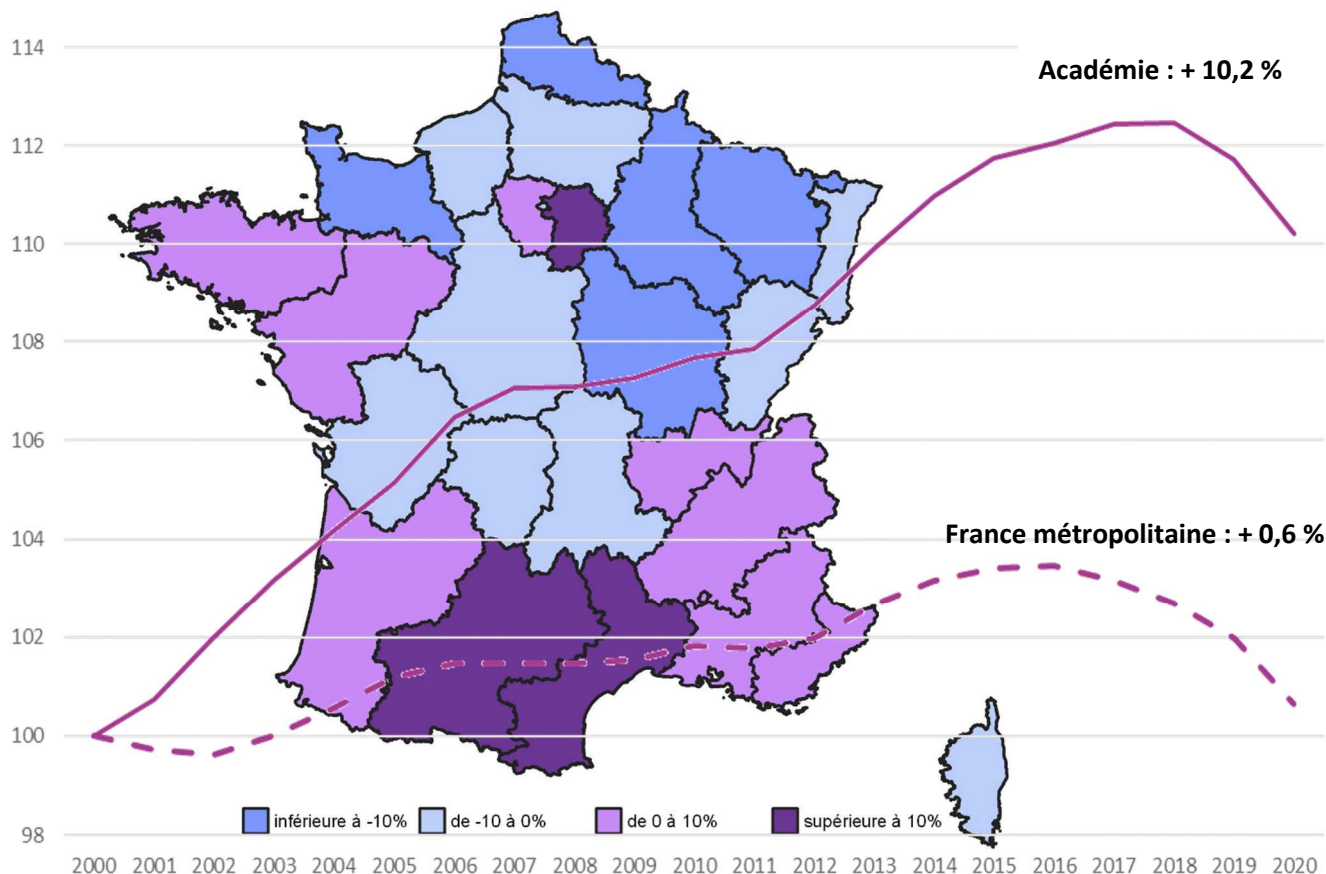 114
Académie : + 10,2 %
112
110
108
106
104
France métropolitaine : + 0,6 %
102
100
inférieure à -10% de -10 à 0% de 0 à 10% supérieure à 10%
98
2000 2001 2002 2003 2004 2005 2006 2007 2008 2009 2010 2011 2012 2013 2014 2015 2016 2017 2018 2019 2020